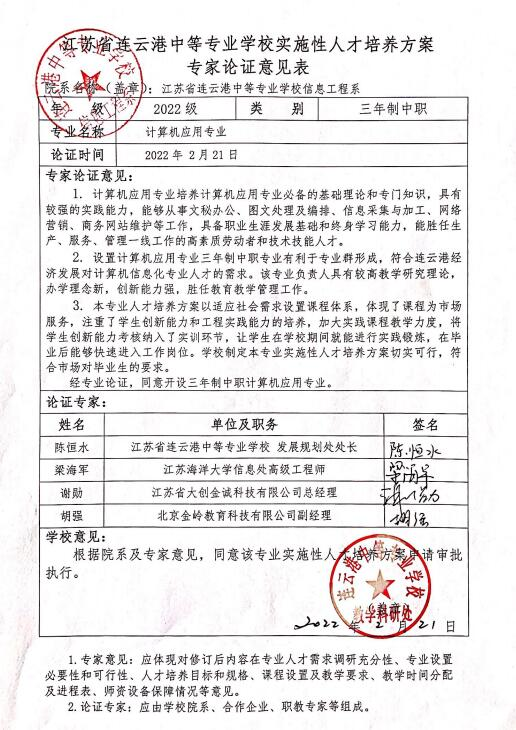 江苏省连云港中等专业学校实施性人才培养方案
专家论证意见表
院系名称（盖章）：江苏省连云港中等专业学校信息工程系
年 级 2022级 类 别 三年制中职
专业名称 计算机应用专业
论证时间 2022 年 2月 21日
专家论证意见：
1. 计算机应用专业培养计算机应用专业必备的基础理论和专门知识，具有
较强的实践能力，能够从事文秘办公、图文处理及编排、信息采集与加工、网络
营销、商务网站维护等工作，具备职业生涯发展基础和终身学习能力，能胜任生
产、服务、管理一线工作的高素质劳动者和技术技能人才。
2. 设置计算机应用专业三年制中职专业有利于专业群形成，符合连云港经
济发展对计算机信息化专业人才的需求。该专业负责人具有较高教学研究理论，
办学理念新，创新能力强，胜任教育教学管理工作。
3. 本专业人才培养方案以适应社会需求设置课程体系，体现了课程为市场
服务，注重了学生创新能力和工程实践能力的培养，加大实践课程教学力度，将
学生创新能力考核纳入了实训环节，让学生在学校期间就能进行实践锻炼，在毕
业后能够快速进入工作岗位。学校制定本专业实施性人才培养方案切实可行，符
合市场对毕业生的要求。
经专业论证，同意开设三年制中职计算机应用专业。
论证专家：
姓名 单位及职务 签名
陈恒水 江苏省连云港中等专业学校 发展规划处处长 陈恒水
梁海军 江苏海洋大学信息处高级工程师 梁海军
谢勋 江苏省大创金诚科技有限公司总经理
胡强 北京金岭教育科技有限公司副经理 胡强
学校意见：
根据院系及专家意见，同意该专业实施性人才培养方案申请审批
执行。
连云港中等专业学校
教学科研处
（盖章）
2022 年 2 月 21 日
1.专家意见：应体现对修订后内容在专业人才需求调研充分性、专业设置
必要性和可行性、人才培养目标和规格、课程设置及教学要求、教学时间分配
及进程表、师资设备保障情况等意见。
2.论证专家：应由学校院系、合作企业、职教专家等组成。